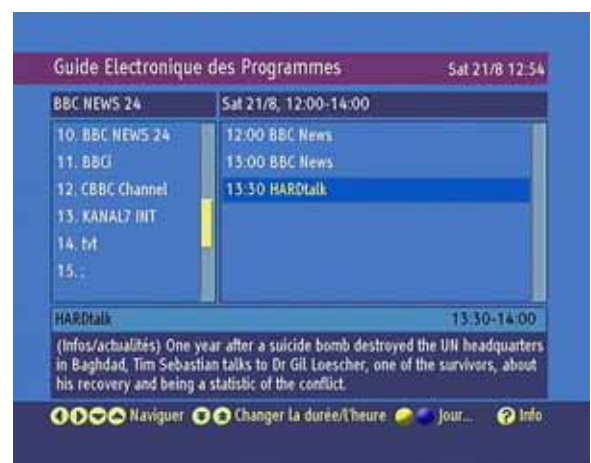 Guide Electronique des Programmes Sat 21/8 12:54
BBC NEWS 24 Sat 21/8, 12:00-14:00
10. BBC NEWS 24 12:00 BBC News
11. BBCi 13:00 BBC News
12. CBBC Channel 13:30 HARDtalk
13. KANAL7 INT
14. tvt
15. :
HARDtalk 13:30-14:00
(Infos/actualités) One year after a suicide bomb destroyed the UN headquarters
in Baghdad, Tim Sebastian talks to Dr Gil Loescher, one of the survivors, about
his recovery and being a statistic of the conflict.
Naviguer Changer la durée/l'heure Jour... ? Info